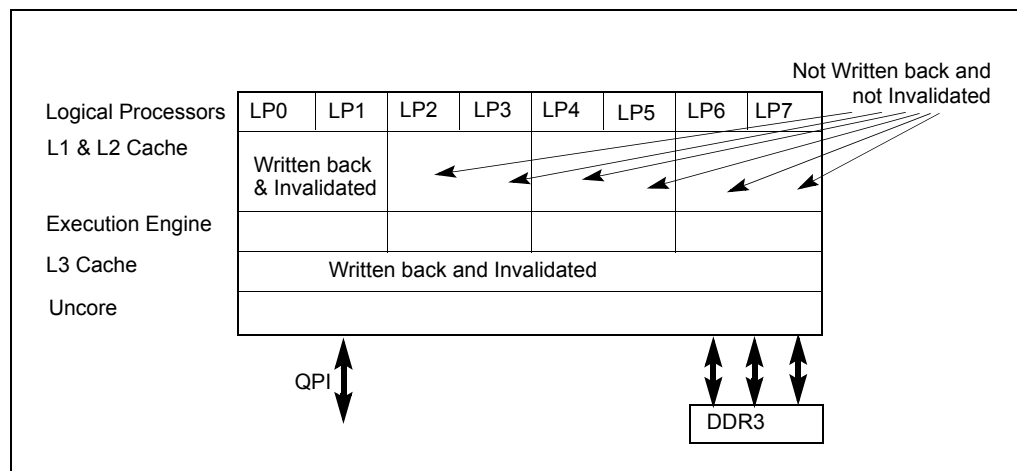 Not Written back and
not Invalidated
Logical Processors
LP0
LP1
LP2
LP3
LP4
LP5
LP6
LP7
L1 & L2 Cache
Written back
& Invalidated
Execution Engine
L3 Cache
Written back and Invalidated
Uncore
QPI
DDR3